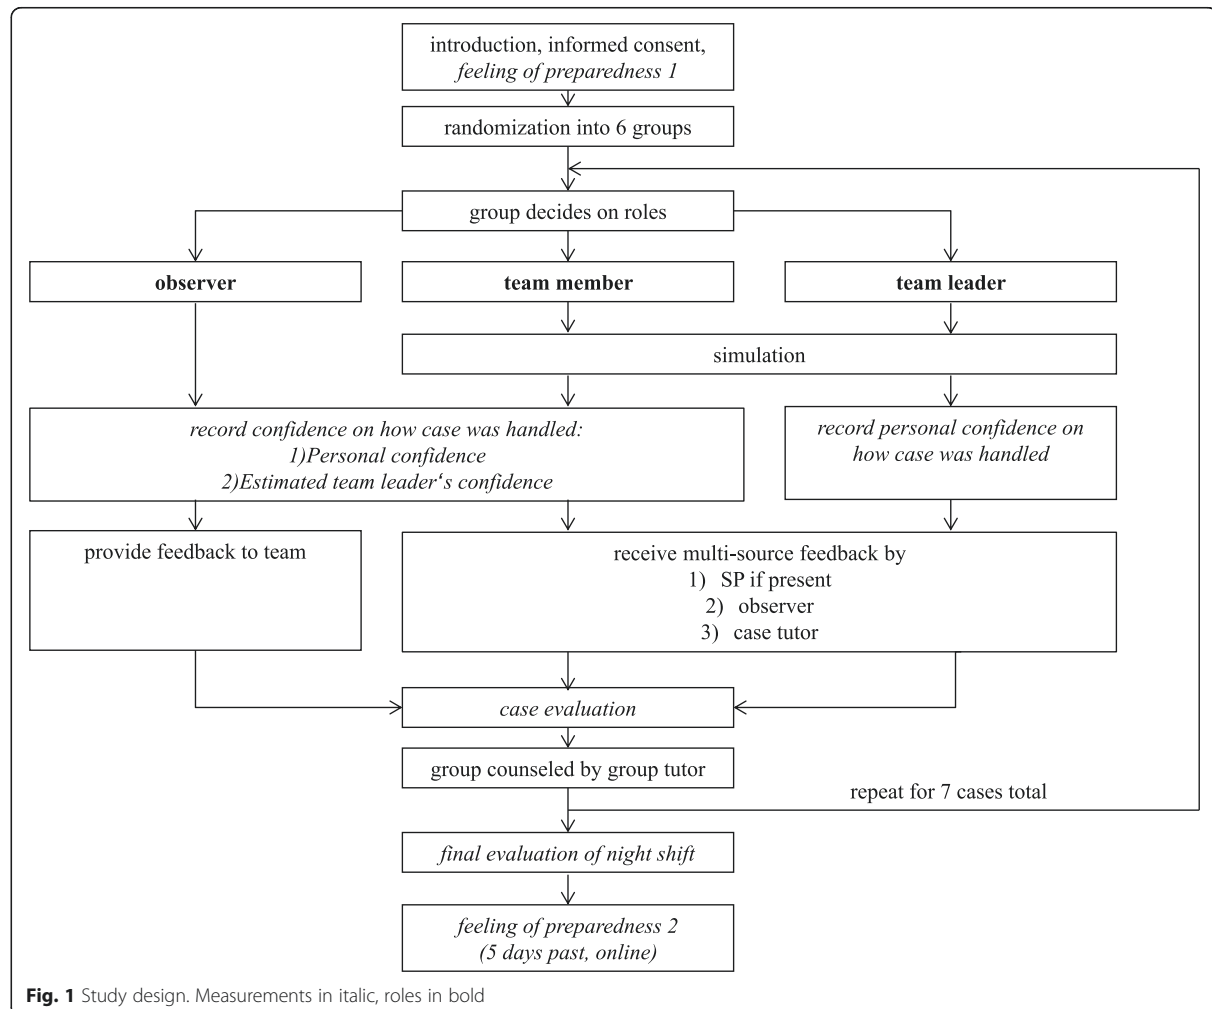 introduction, informed consent,
feeling of preparedness 1
randomization into 6 groups
group decides on roles
observer
team member
team leader
simulation
record confidence on how case was handled:
1)Personal confidence
2)Estimated team leader‘s confidence
record personal confidence on
how case was handled
provide feedback to team
receive multi-source feedback by
1) SP if present
2) observer
3) case tutor
case evaluation
group counseled by group tutor
repeat for 7 cases total
final evaluation of night shift
feeling of preparedness 2
(5 days past, online)
Fig. 1 Study design. Measurements in italic, roles in bold